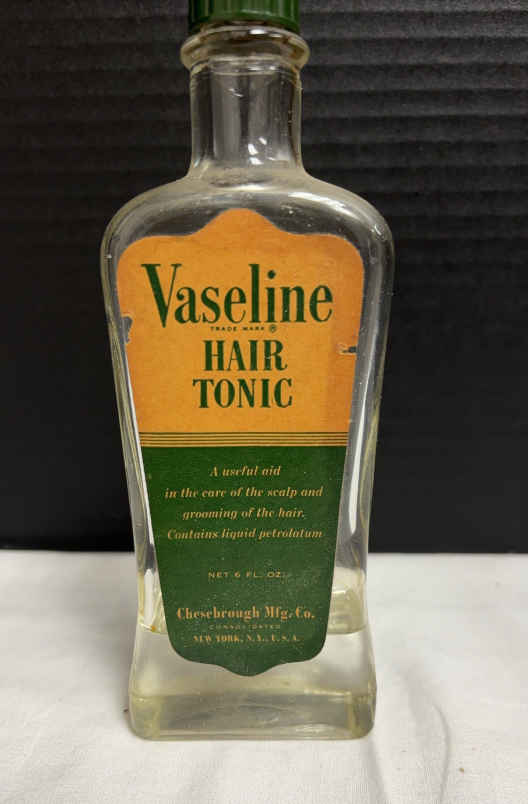 Vaseline
TRADE MARK ®
HAIR
TONIC
A useful aid
in the care of the scalp and
grooming of the hair.
Contains liquid petrolatum
NET 6 FL. OZ.
Chesebrough Mfg. Co.
CONSOLIDATED
NEW YORK, N. Y., U. S. A.